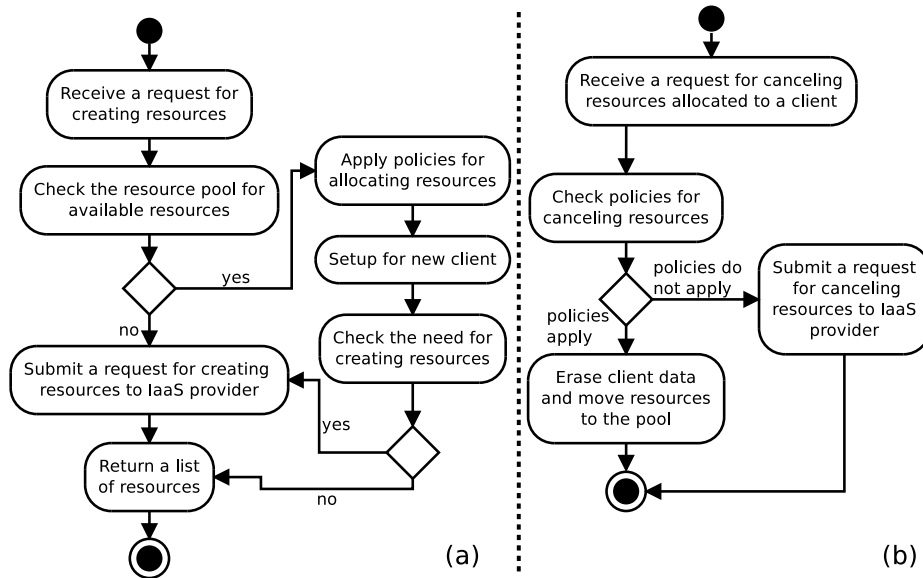 Receive a request for
creating resources
Check the resource pool for
available resources
yes
no
Apply policies for
allocating resources
Setup for new client
Check the need for
creating resources
yes
no
Submit a request for creating
resources to IaaS provider
Return a list
of resources
(a)
Receive a request for canceling
resources allocated to a client
Check policies for
canceling resources
policies do
not apply
policies
apply
Submit a request
for canceling
resources to IaaS
provider
Erase client data
and move resources
to the pool
(b)